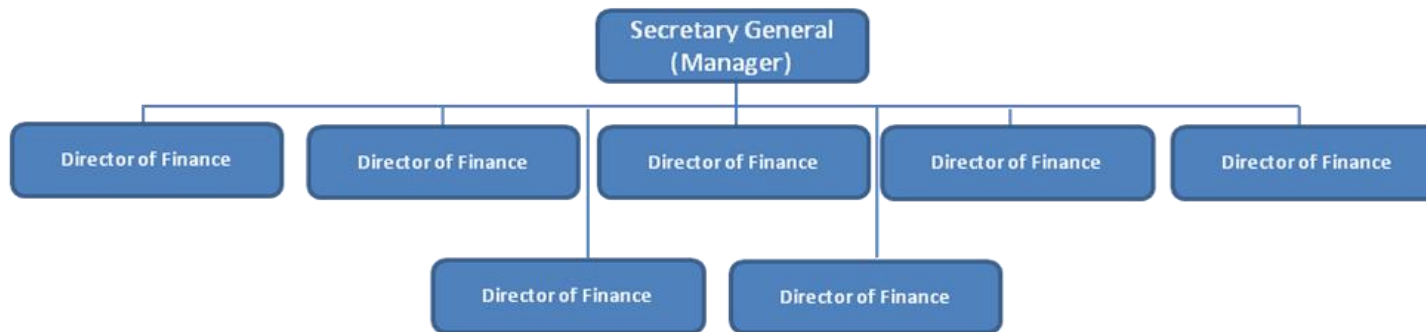 Secretary General
(Manager)
Director of Finance
Director of Finance
Director of Finance
Director of Finance
Director of Finance
Director of Finance
Director of Finance